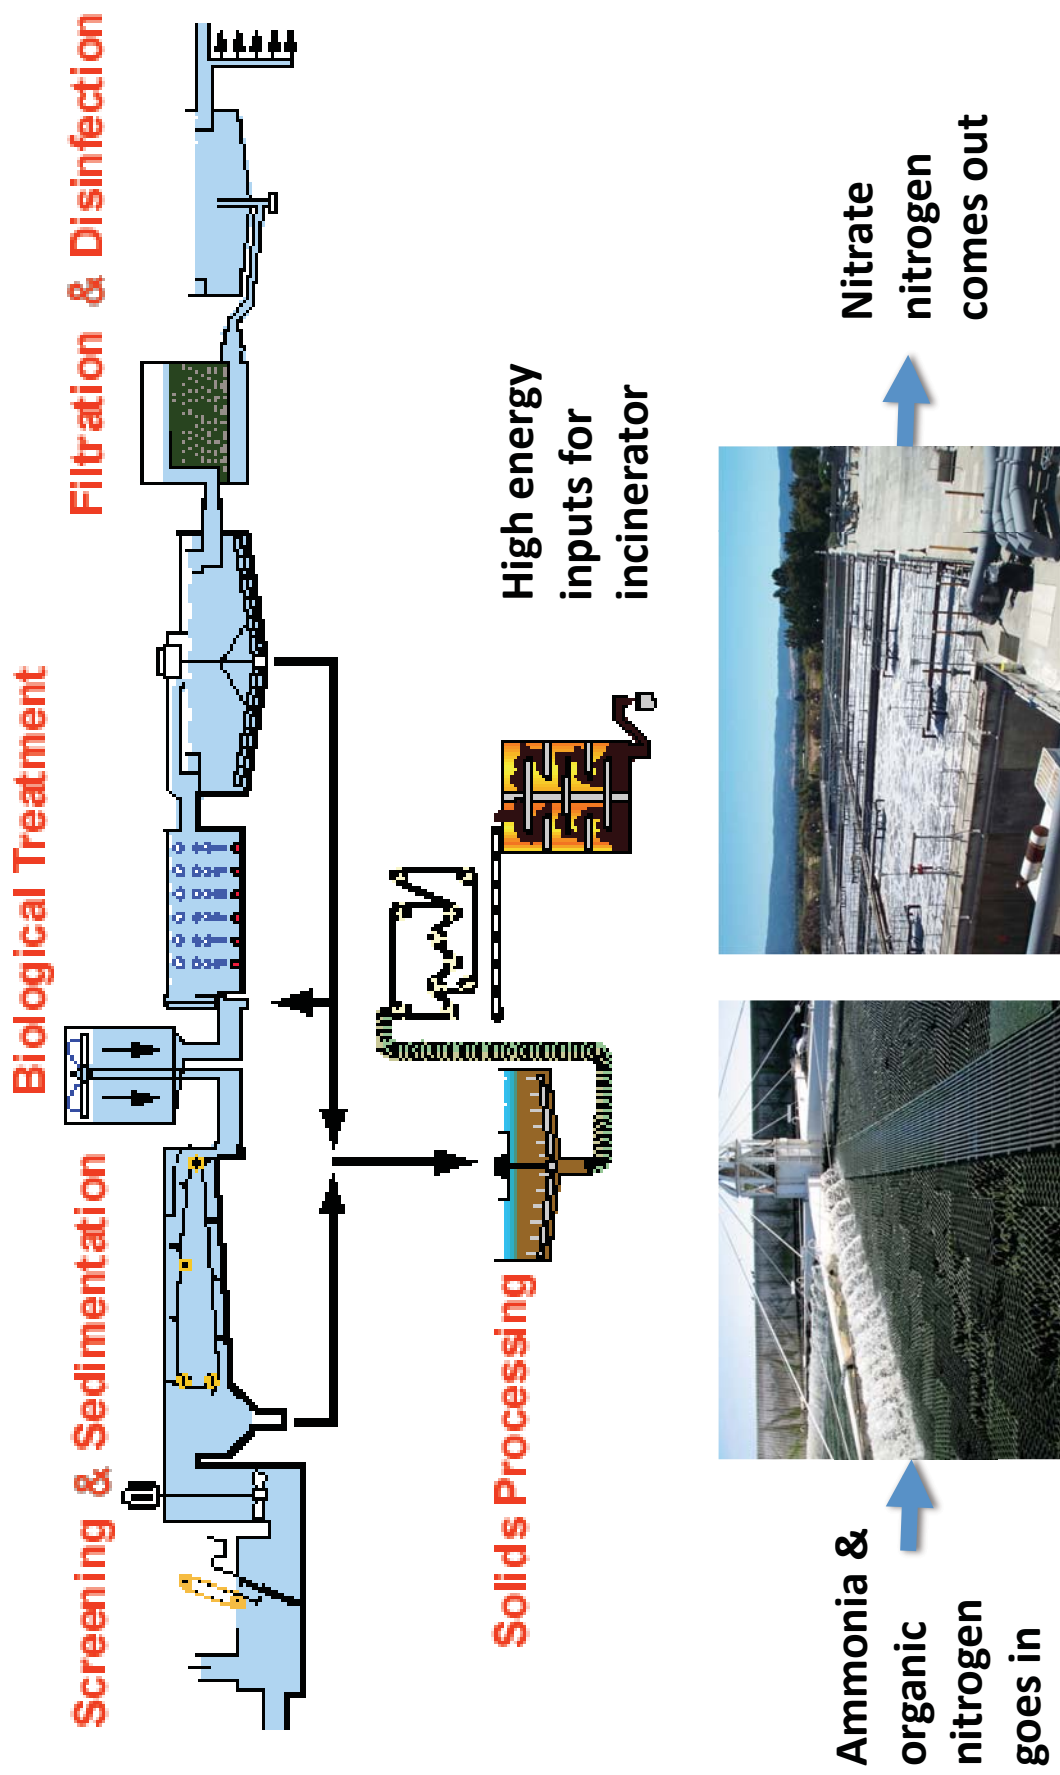 Screening & Sedimentation
Biological Treatment
Filtration & Disinfection
Solids Processing
High energy
inputs for
incinerator
Ammonia &
organic
nitrogen
goes in
Nitrate
nitrogen
comes out